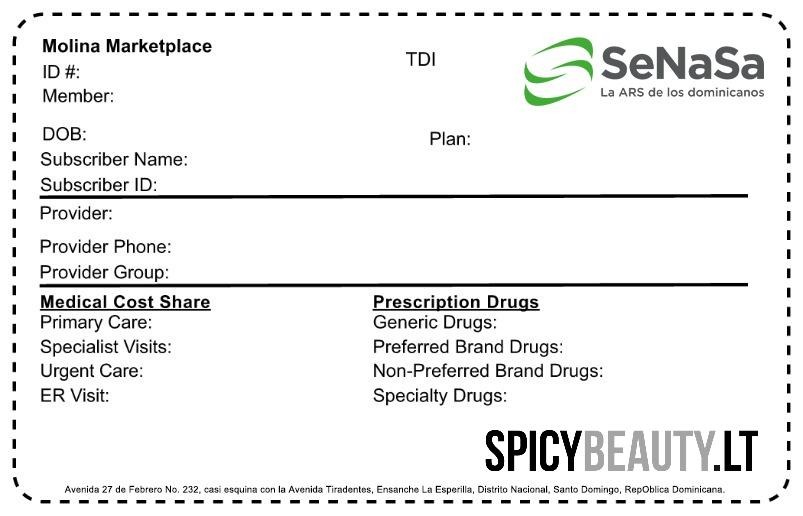 Molina Marketplace
TDI
SeNaSa
ID #:
La ARS de los dominicanos
Member:
DOB:
Plan:
Subscriber Name:
Subscriber ID:
Provider:
Provider Phone:
Provider Group:
Medical Cost Share
Primary Care:
Specialist Visits:
Urgent Care:
ER Visit:
Prescription Drugs
Generic Drugs:
Preferred Brand Drugs:
Non-Preferred Brand Drugs:
Specialty Drugs:
SPICYBEAUTY.LT
Avenida 27 de Febrero No. 232, casi esquina con la Avenida Tiradentes, Ensanche La Esperilla, Distrito Nacional, Santo Domingo, RepOblica Dominicana.